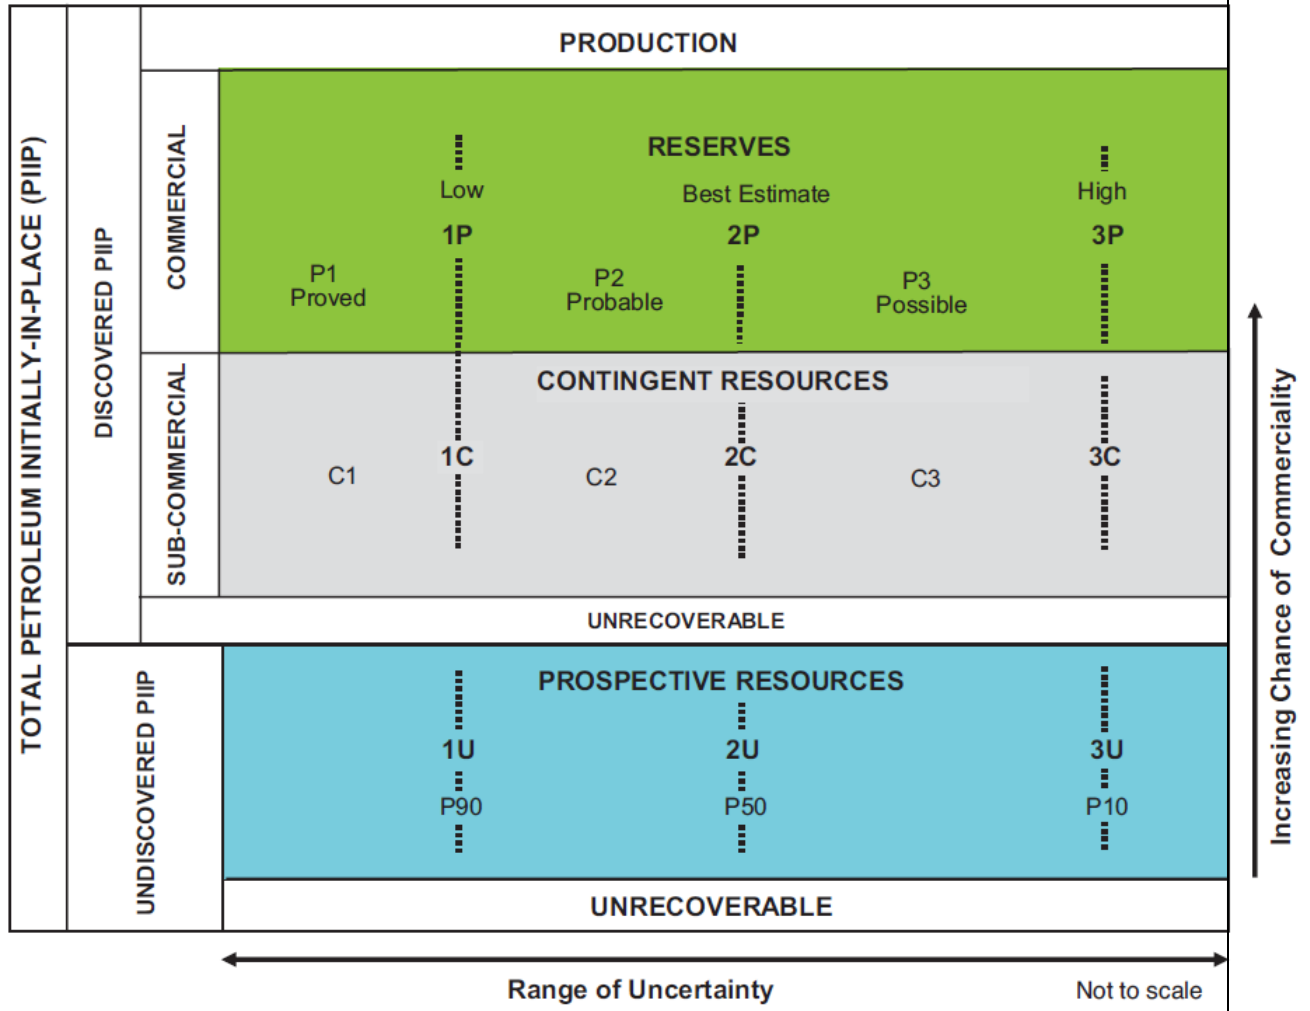 TOTAL PETROLEUM INITIALLY-IN-PLACE (PIIP)
DISCOVERED PIIP
UNDISCOVERED PIIP
COMMERCIAL
SUB-COMMERCIAL
PRODUCTION
RESERVES
Low
Best Estimate
High
1P
2P
3P
P1
Proved
P2
Probable
P3
Possible
CONTINGENT RESOURCES
1C
2C
3C
C1
C2
C3
UNRECOVERABLE
PROSPECTIVE RESOURCES
1U
2U
3U
P90
P50
P10
UNRECOVERABLE
Range of Uncertainty
Not to scale
Increasing Chance of Commerciality